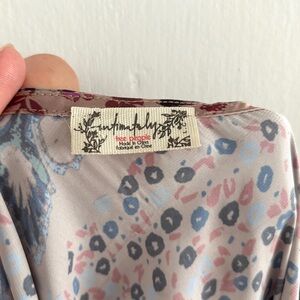 intimately
free people
Made in China
Fabriqué en Chine